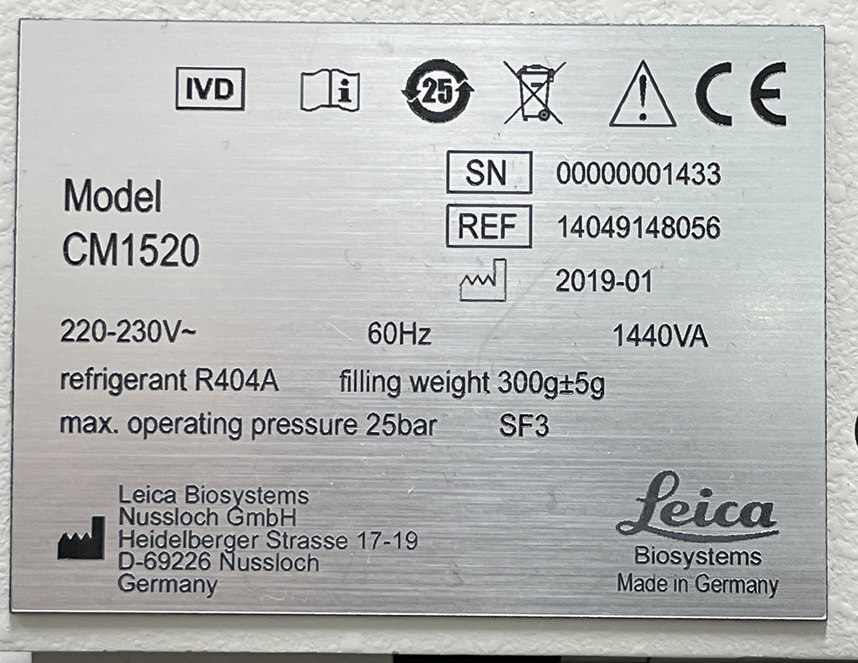 IVD i 25 CE
SN 00000001433
Model
REF 14049148056
CM1520
2019-01
220-230V~ 60Hz 1440VA
refrigerant R404A filling weight 300g±5g
max. operating pressure 25bar SF3
Leica Biosystems
Nussloch GmbH
Heidelberger Strasse 17-19
D-69226 Nussloch
Germany
Leica
Biosystems
Made in Germany